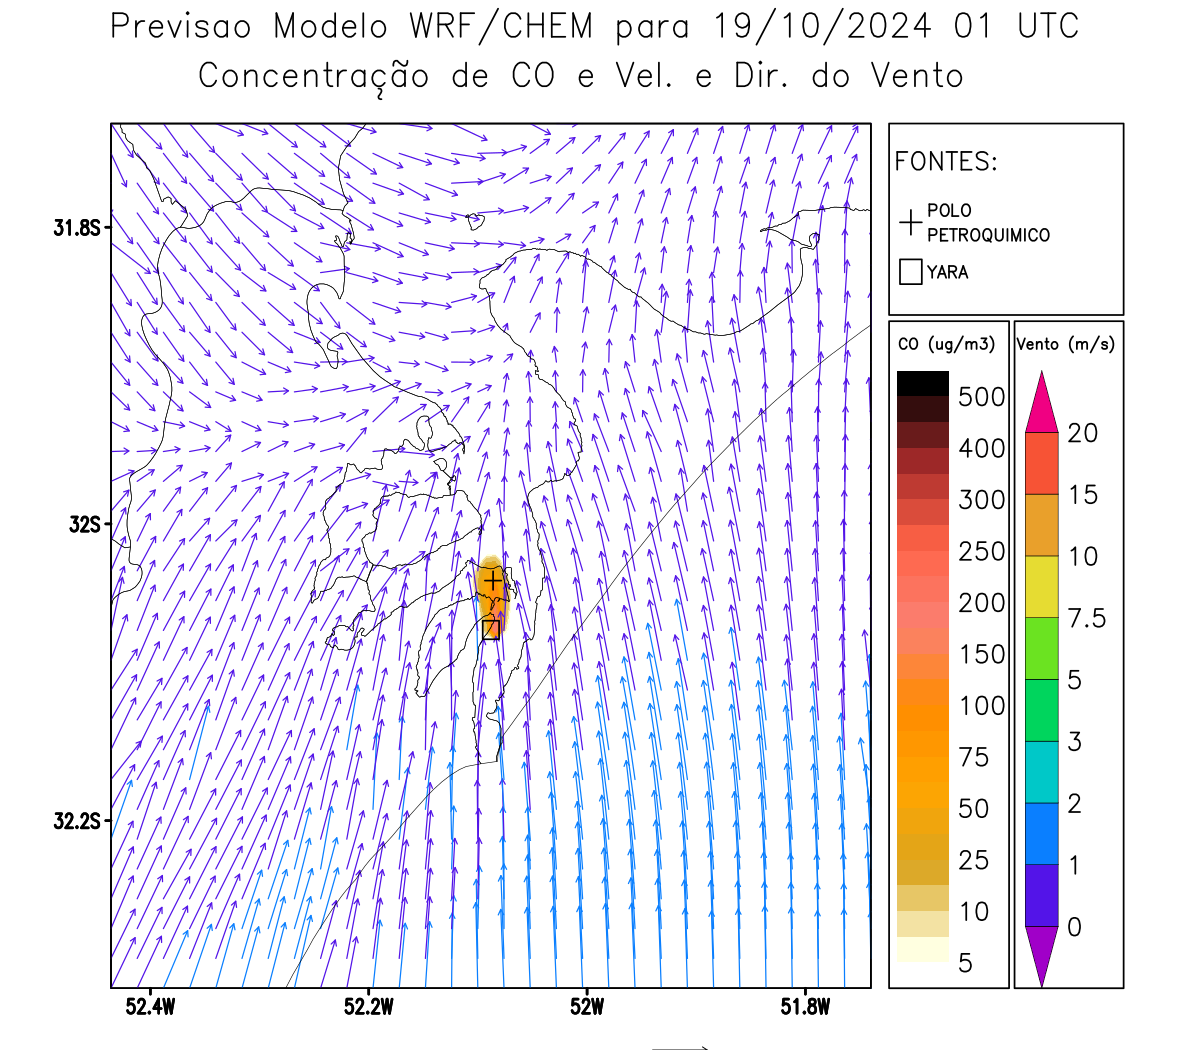 Previsao Modelo WRF/CHEM para 19/10/2024 01 UTC
Concentração de CO e Vel. e Dir. do Vento
FONTES:
POLO
PETROQUIMICO
YARA
CO (ug/m3)
500
400
300
250
200
150
100
75
50
25
10
5
Vento (m/s)
20
15
10
7.5
5
3
2
1
0
31.8S
32S
32.2S
52.4W
52.2W
52W
51.8W